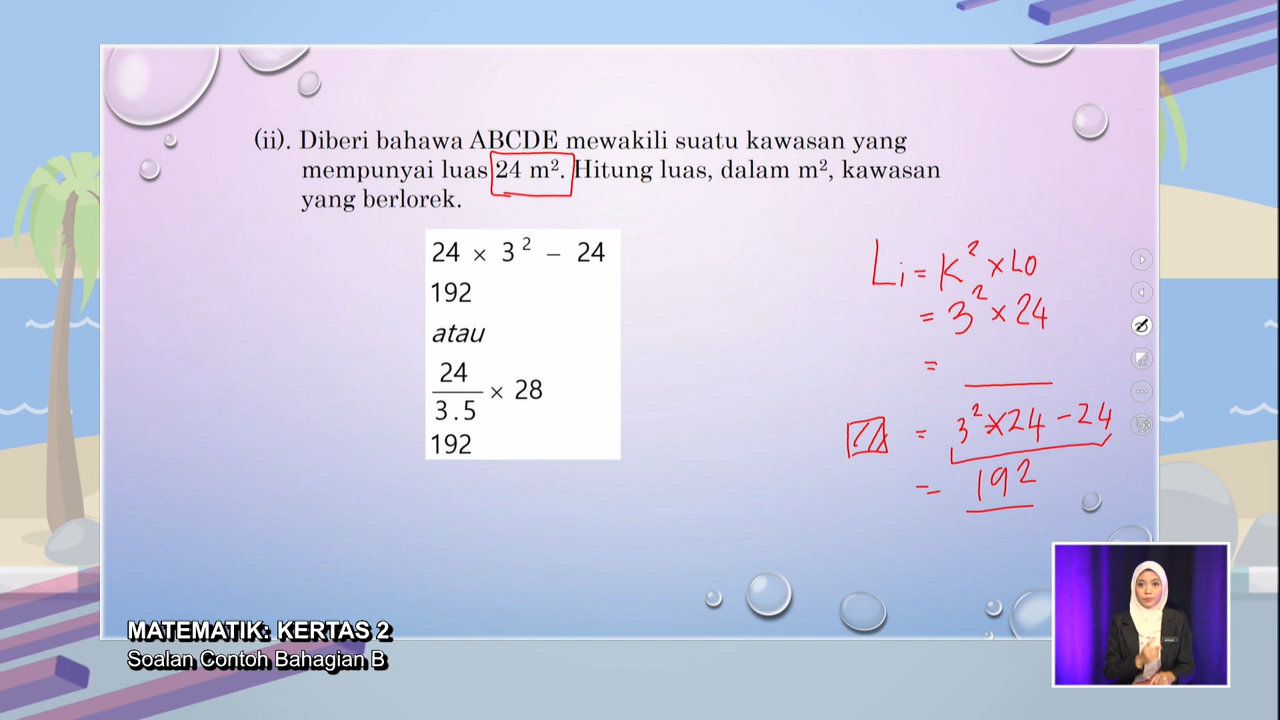 (ii). Diberi bahawa ABCDE mewakili suatu kawasan yang
mempunyai luas 24 m². Hitung luas, dalam m², kawasan
yang berlorek.
24 × 3² − 24
192
atau
24/3.5 × 28
192
Li = K² × LO
= 3² × 24
=
= 3² × 24 − 24
= 192
MATEMATIK: KERTAS 2
Soalan Contoh Bahagian B